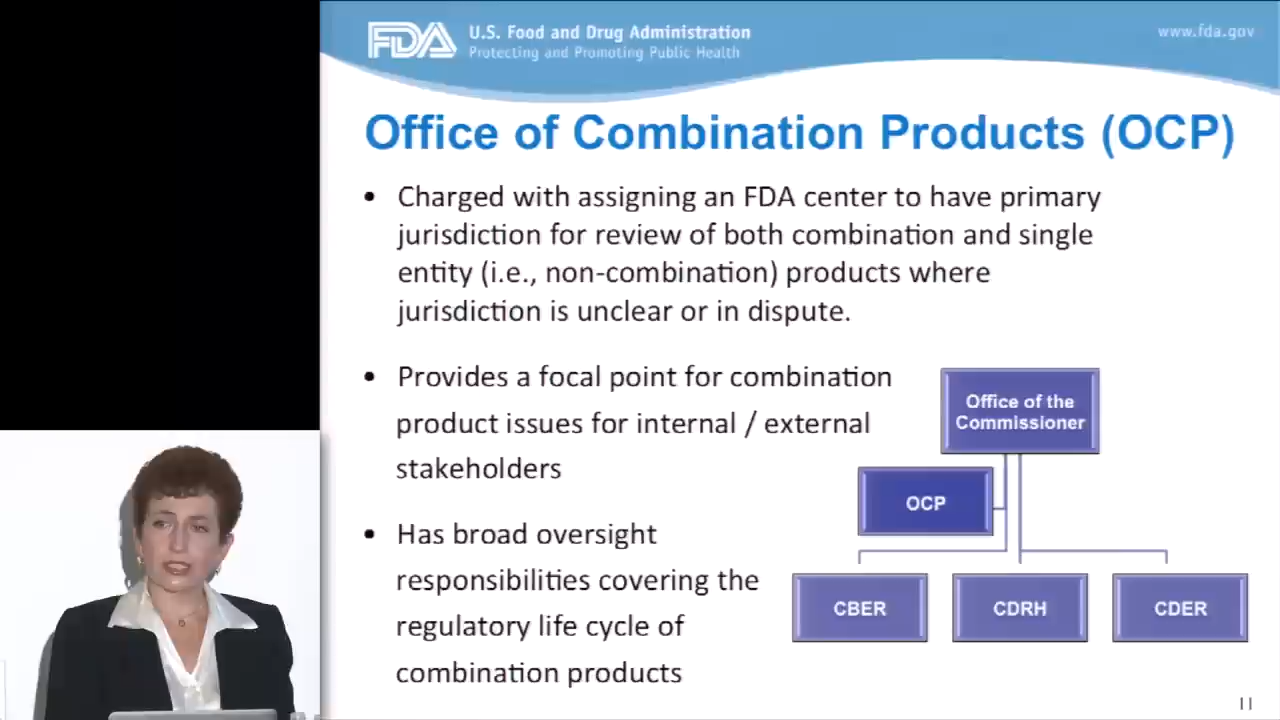 FDA
U.S. Food and Drug Administration
Protecting and Promoting Public Health
www.fda.gov
Office of Combination Products (OCP)
• Charged with assigning an FDA center to have primary
jurisdiction for review of both combination and single
entity (i.e., non-combination) products where
jurisdiction is unclear or in dispute.
• Provides a focal point for combination
product issues for internal / external
stakeholders
• Has broad oversight
responsibilities covering the
regulatory life cycle of
combination products
Office of the
Commissioner
OCP
CBER
CDRH
CDER
11